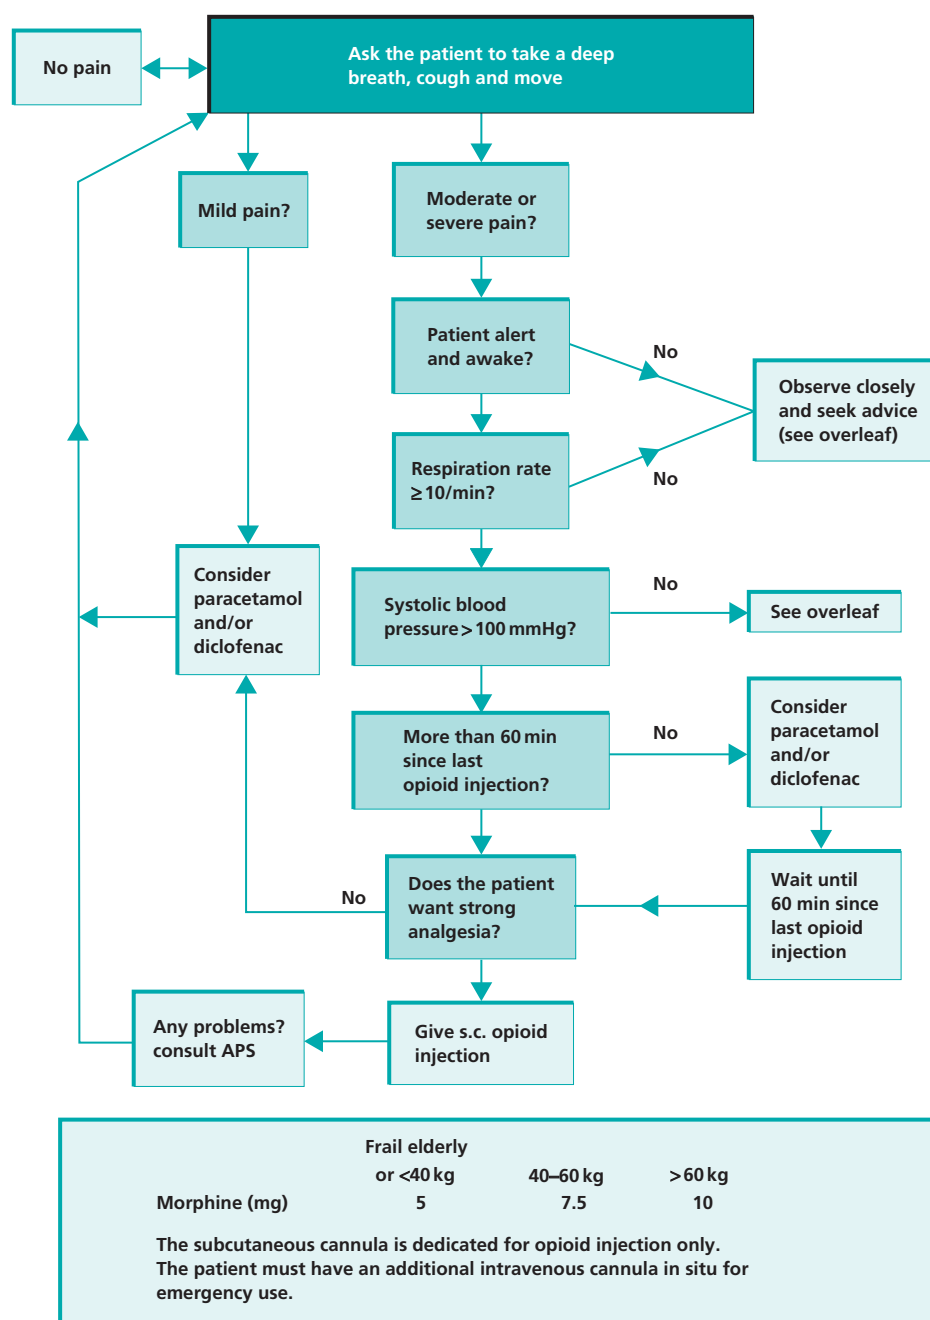 Ask the patient to take a deep
breath, cough and move
No pain
Mild pain?
Moderate or
severe pain?
Patient alert
and awake?
No
Observe closely
and seek advice
(see overleaf)
Respiration rate
≥10/min?
No
Consider
paracetamol
and/or
diclofenac
Systolic blood
pressure>100 mmHg?
No
See overleaf
More than 60 min
since last
opioid injection?
No
Consider
paracetamol
and/or
diclofenac
Wait until
60 min since
last opioid
injection
Does the patient
want strong
analgesia?
No
Give s.c. opioid
injection
Any problems?
consult APS
Frail elderly
or <40 kg 40–60 kg >60 kg
Morphine (mg) 5 7.5 10
The subcutaneous cannula is dedicated for opioid injection only.
The patient must have an additional intravenous cannula in situ for
emergency use.